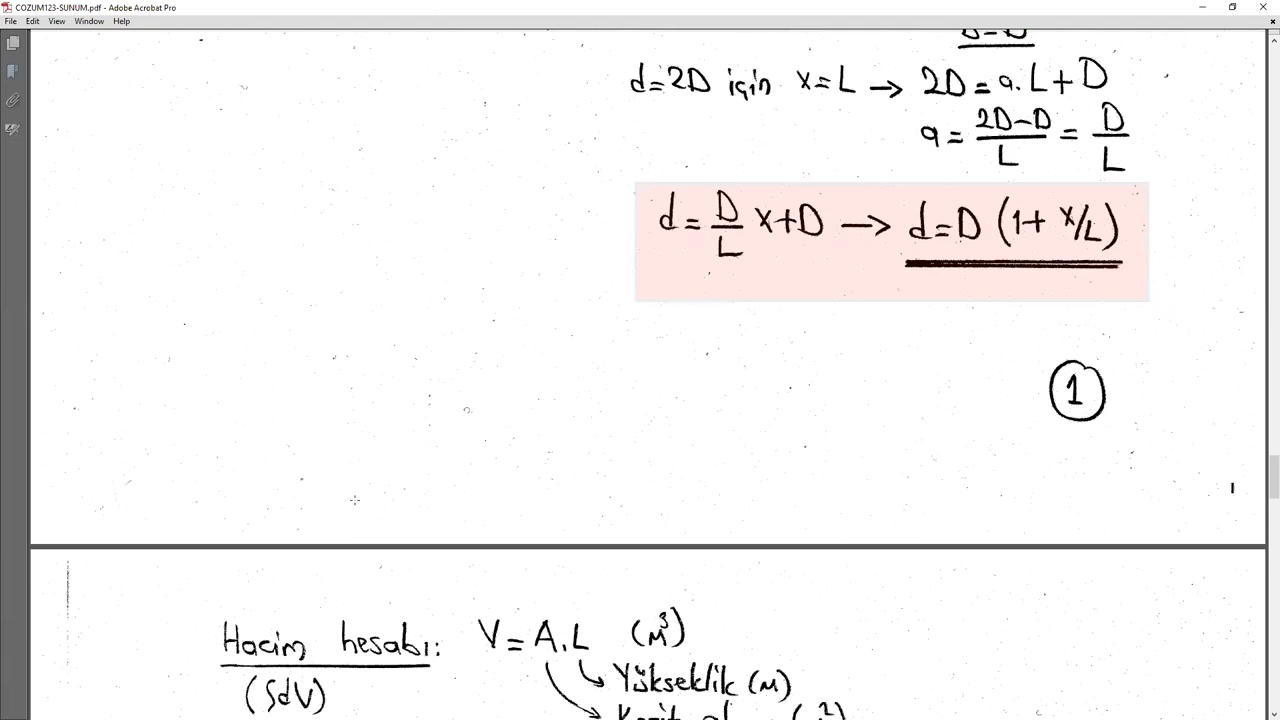 COZUM123-SUNUM.pdf - Adobe Acrobat Pro
File Edit View Window Help
d=2D için x=L → 2D=a.L+D
a= 2D-D/L = D/L
d= D/L x+D → d=D (1+ x/L)
1
1
Hacim hesabı: V=A.L (m³)
(SdV) Yükseklik (m)